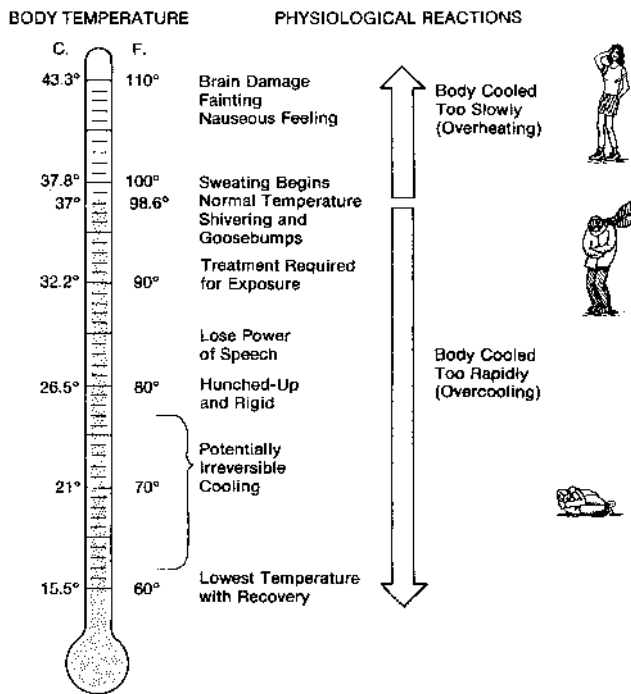 BODY TEMPERATURE PHYSIOLOGICAL REACTIONS
C. F.
43.3° 110° Brain Damage
Fainting
Nauseous Feeling
Body Cooled
Too Slowly
(Overheating)
37.8° 100° Sweating Begins
37° 98.6° Normal Temperature
Shivering and
Goosebumps
32.2° 90° Treatment Required
for Exposure
Lose Power
of Speech
Body Cooled
Too Rapidly
(Overcooling)
26.5° 80° Hunched-Up
and Rigid
Potentially
Irreversible
Cooling
21° 70°
15.5° 60° Lowest Temperature
with Recovery